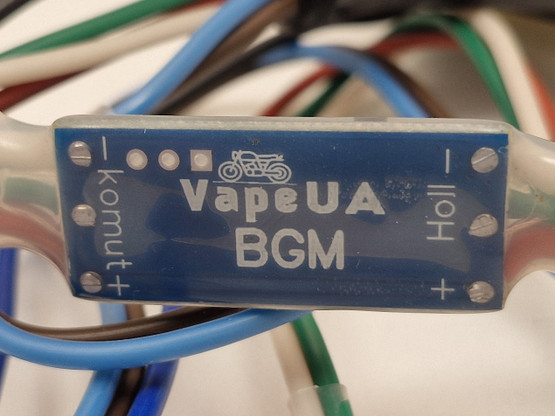 VapeUA
BGM
- komut +
- Holl +